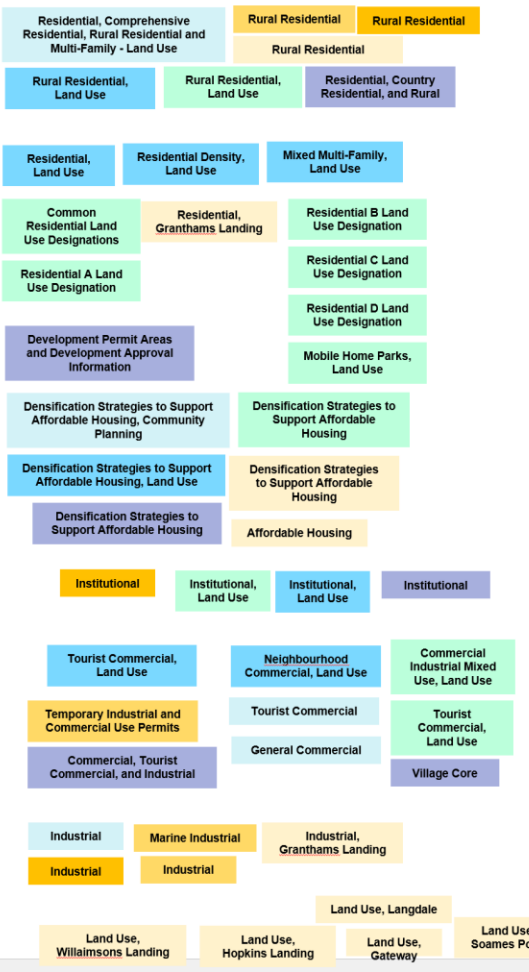 Residential, Comprehensive
Residential, Rural Residential and
Multi-Family - Land Use
Rural Residential
Rural Residential
Rural Residential
Rural Residential,
Land Use
Rural Residential,
Land Use
Residential, Country
Residential, and Rural
Residential,
Land Use
Residential Density,
Land Use
Mixed Multi-Family,
Land Use
Common
Residential Land
Use Designations
Residential,
Granthams Landing
Residential B Land
Use Designation
Residential A Land
Use Designation
Residential C Land
Use Designation
Residential D Land
Use Designation
Development Permit Areas
and Development Approval
Information
Mobile Home Parks,
Land Use
Densification Strategies to Support
Affordable Housing, Community
Planning
Densification Strategies to
Support Affordable
Housing
Densification Strategies to Support
Affordable Housing, Land Use
Densification Strategies
to Support Affordable
Housing
Densification Strategies to
Support Affordable Housing
Affordable Housing
Institutional
Institutional,
Land Use
Institutional,
Land Use
Institutional
Tourist Commercial,
Land Use
Neighbourhood
Commercial, Land Use
Commercial
Industrial Mixed
Use, Land Use
Temporary Industrial and
Commercial Use Permits
Tourist Commercial
Tourist
Commercial,
Land Use
Commercial, Tourist
Commercial, and Industrial
General Commercial
Village Core
Industrial
Marine Industrial
Industrial,
Granthams Landing
Industrial
Industrial
Land Use, Langdale
Land Use,
Willaimsons Landing
Land Use,
Hopkins Landing
Land Use,
Gateway
Land Use
Soames